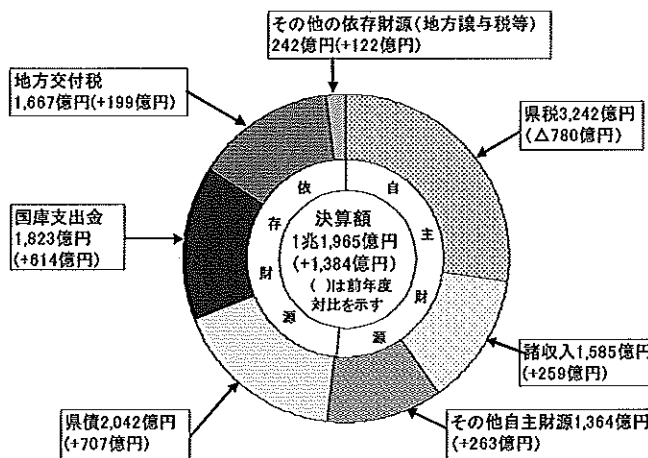 その他の依存財源(地方譲与税等)
242億円(+122億円)
地方交付税
1,667億円(+199億円)
県税3,242億円
(△780億円)
国庫支出金
1,823億円
(+614億円)
依存財源
自主財源
決算額
1兆1,965億円
(+1,384億円)
( )は前年度
対比を示す
諸収入1,585億円
(+259億円)
県債2,042億円
(+707億円)
その他自主財源1,364億円
(+263億円)